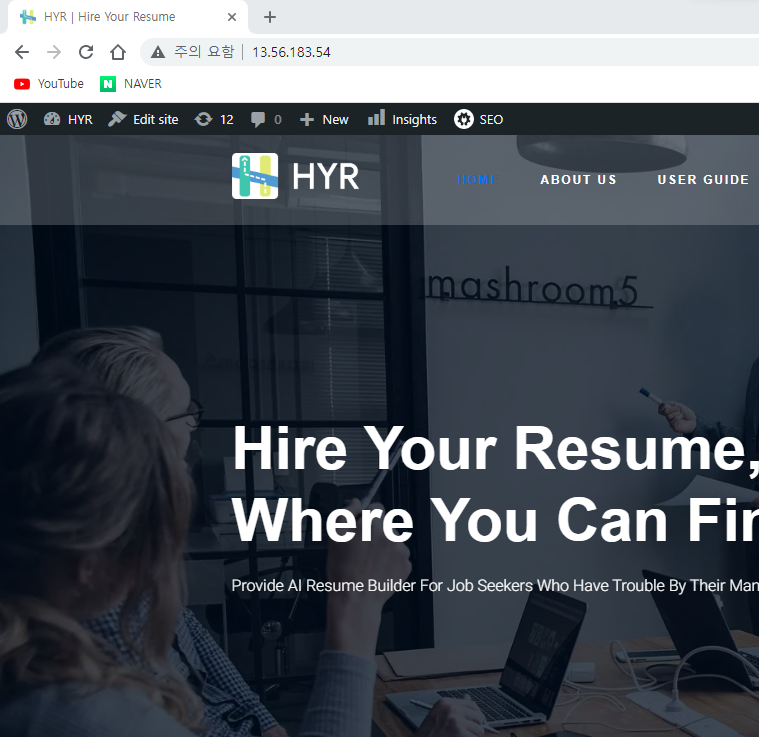 HYR | Hire Your Resume
주의 요함 | 13.56.183.54
YouTube NAVER
HYR Edit site 12 0 New Insights SEO
HYR HOME ABOUT US USER GUIDE
mashroom5
Hire Your Resume,
Where You Can Fin
Provide AI Resume Builder For Job Seekers Who Have Trouble By Their Man